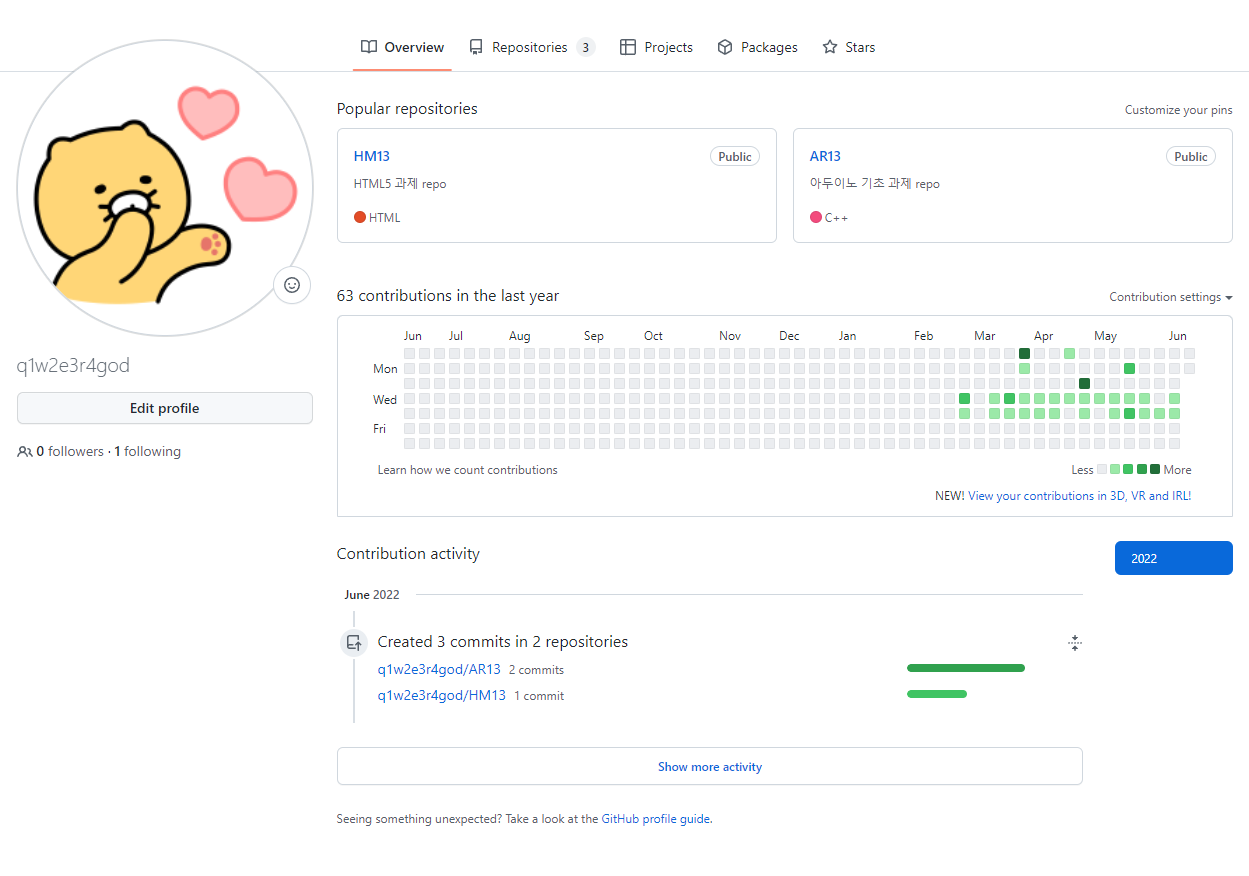 Overview Repositories 3 Projects Packages Stars
Popular repositories Customize your pins
HM13 Public
HTML5 과제 repo
HTML
AR13 Public
아두이노 기초 과제 repo
C++
63 contributions in the last year Contribution settings
Jun Jul Aug Sep Oct Nov Dec Jan Feb Mar Apr May Jun
Mon
Wed
Fri
Learn how we count contributions Less More
NEW! View your contributions in 3D, VR and IRL!
q1w2e3r4god
Edit profile
0 followers · 1 following
Contribution activity 2022
June 2022
Created 3 commits in 2 repositories
q1w2e3r4god/AR13 2 commits
q1w2e3r4god/HM13 1 commit
Show more activity
Seeing something unexpected? Take a look at the GitHub profile guide.